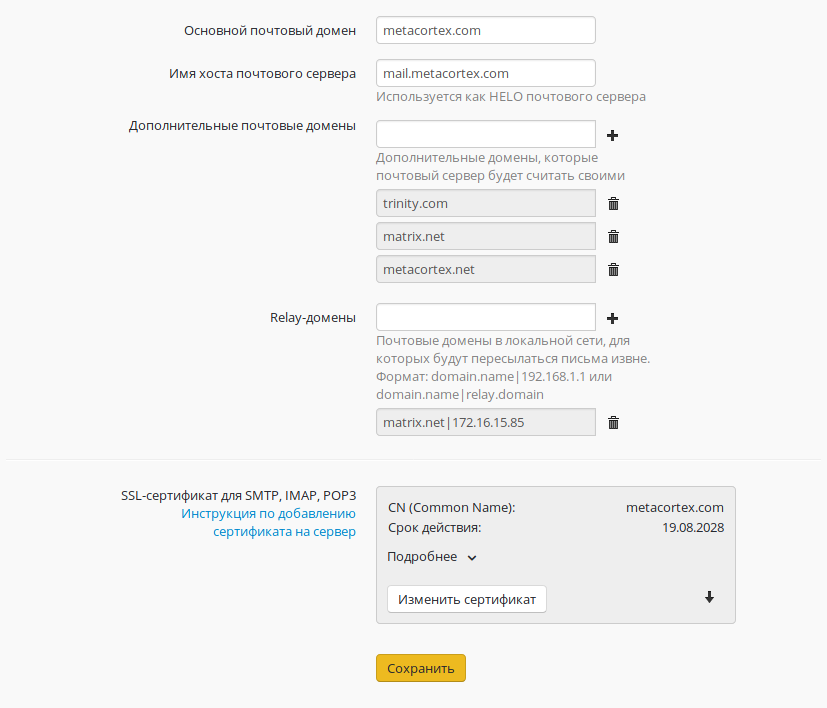 Основной почтовый домен
metacortex.com
Имя хоста почтового сервера
mail.metacortex.com
Используется как HELO почтового сервера
Дополнительные почтовые домены
Дополнительные домены, которые
почтовый сервер будет считать своими
trinity.com
matrix.net
metacortex.net
Relay-домены
Почтовые домены в локальной сети, для
которых будут пересылаться письма извне.
Формат: domain.name|192.168.1.1 или
domain.name|relay.domain
matrix.net|172.16.15.85
SSL-сертификат для SMTP, IMAP, POP3
Инструкция по добавлению
сертификата на сервер
CN (Common Name):
metacortex.com
Срок действия:
19.08.2028
Подробнее
Изменить сертификат
Сохранить